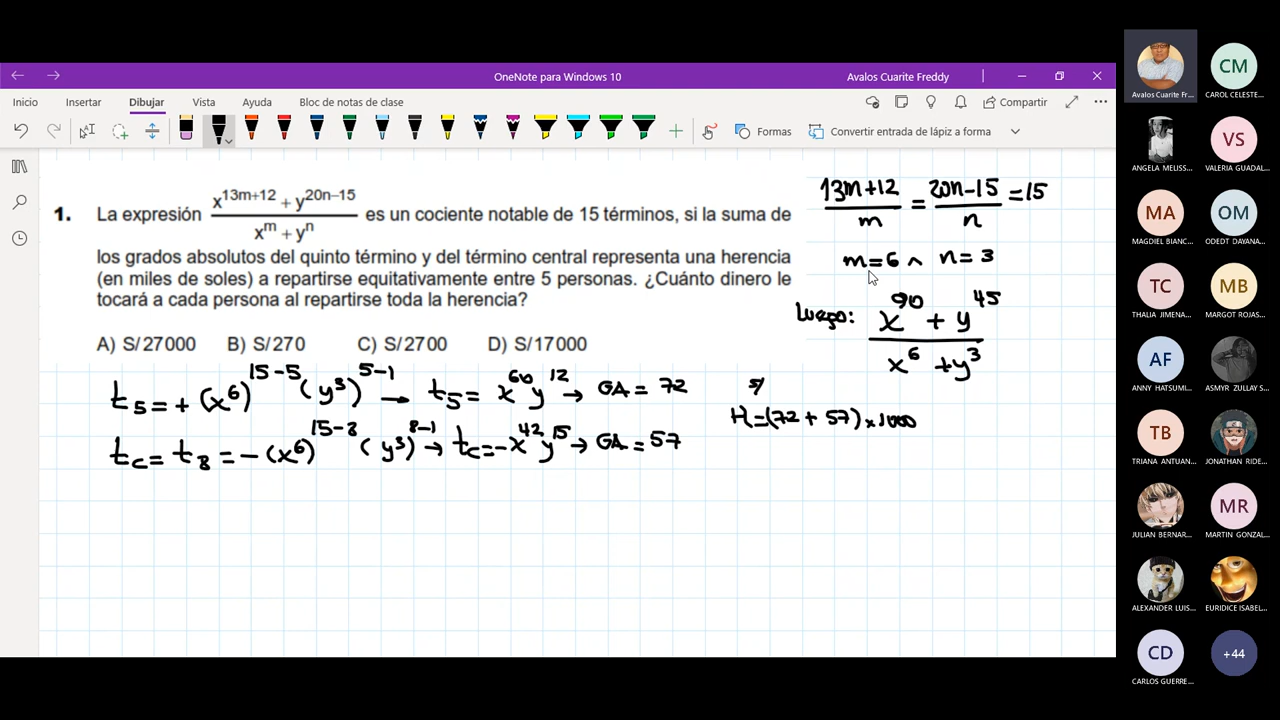 OneNote para Windows 10
Avalos Cuarite Freddy
Inicio Insertar Dibujar Vista Ayuda Bloc de notas de clase
Compartir
Formas
Convertir entrada de lápiz a forma
1. La expresión (x^(13m+12) + y^(20n−15))/(x^m + y^n) es un cociente notable de 15 términos, si la suma de
los grados absolutos del quinto término y del término central representa una herencia
(en miles de soles) a repartirse equitativamente entre 5 personas. ¿Cuánto dinero le
tocará a cada persona al repartirse toda la herencia?
A) S/27000 B) S/270 C) S/2700 D) S/17000
(13m+12)/m = (20n−15)/n = 15
m=6 ∧ n=3
Luego: (x^90 + y^45)/(x^6 + y^3)
t_5 = +(x^6)^(15−5) (y^3)^(5−1) → t_5 = x^60 y^12 → GA = 72
t_C = t_8 = −(x^6)^(15−8) (y^3)^(8−1) → t_C = −x^42 y^15 → GA = 57
S/
H=(72+57)×1000
Avalos Cuarite Fr...
CM
CAROL CELESTE...
ANGELA MELISS...
VS
VALERIA GUADAL...
MA
MAGDIEL BIANC...
OM
ODEDT DAYANA...
TC
THALIA JIMENA...
MB
MARGOT ROJAS...
AF
ANNY HATSUMI...
ASMYR ZULLAY S...
TB
TRIANA ANTUAN...
JONATHAN RIDE...
JULIAN BERNAR...
MR
MARTIN GONZAL...
ALEXANDER LUIS...
EURIDICE ISABEL...
CD
CARLOS GUERRE...
+44